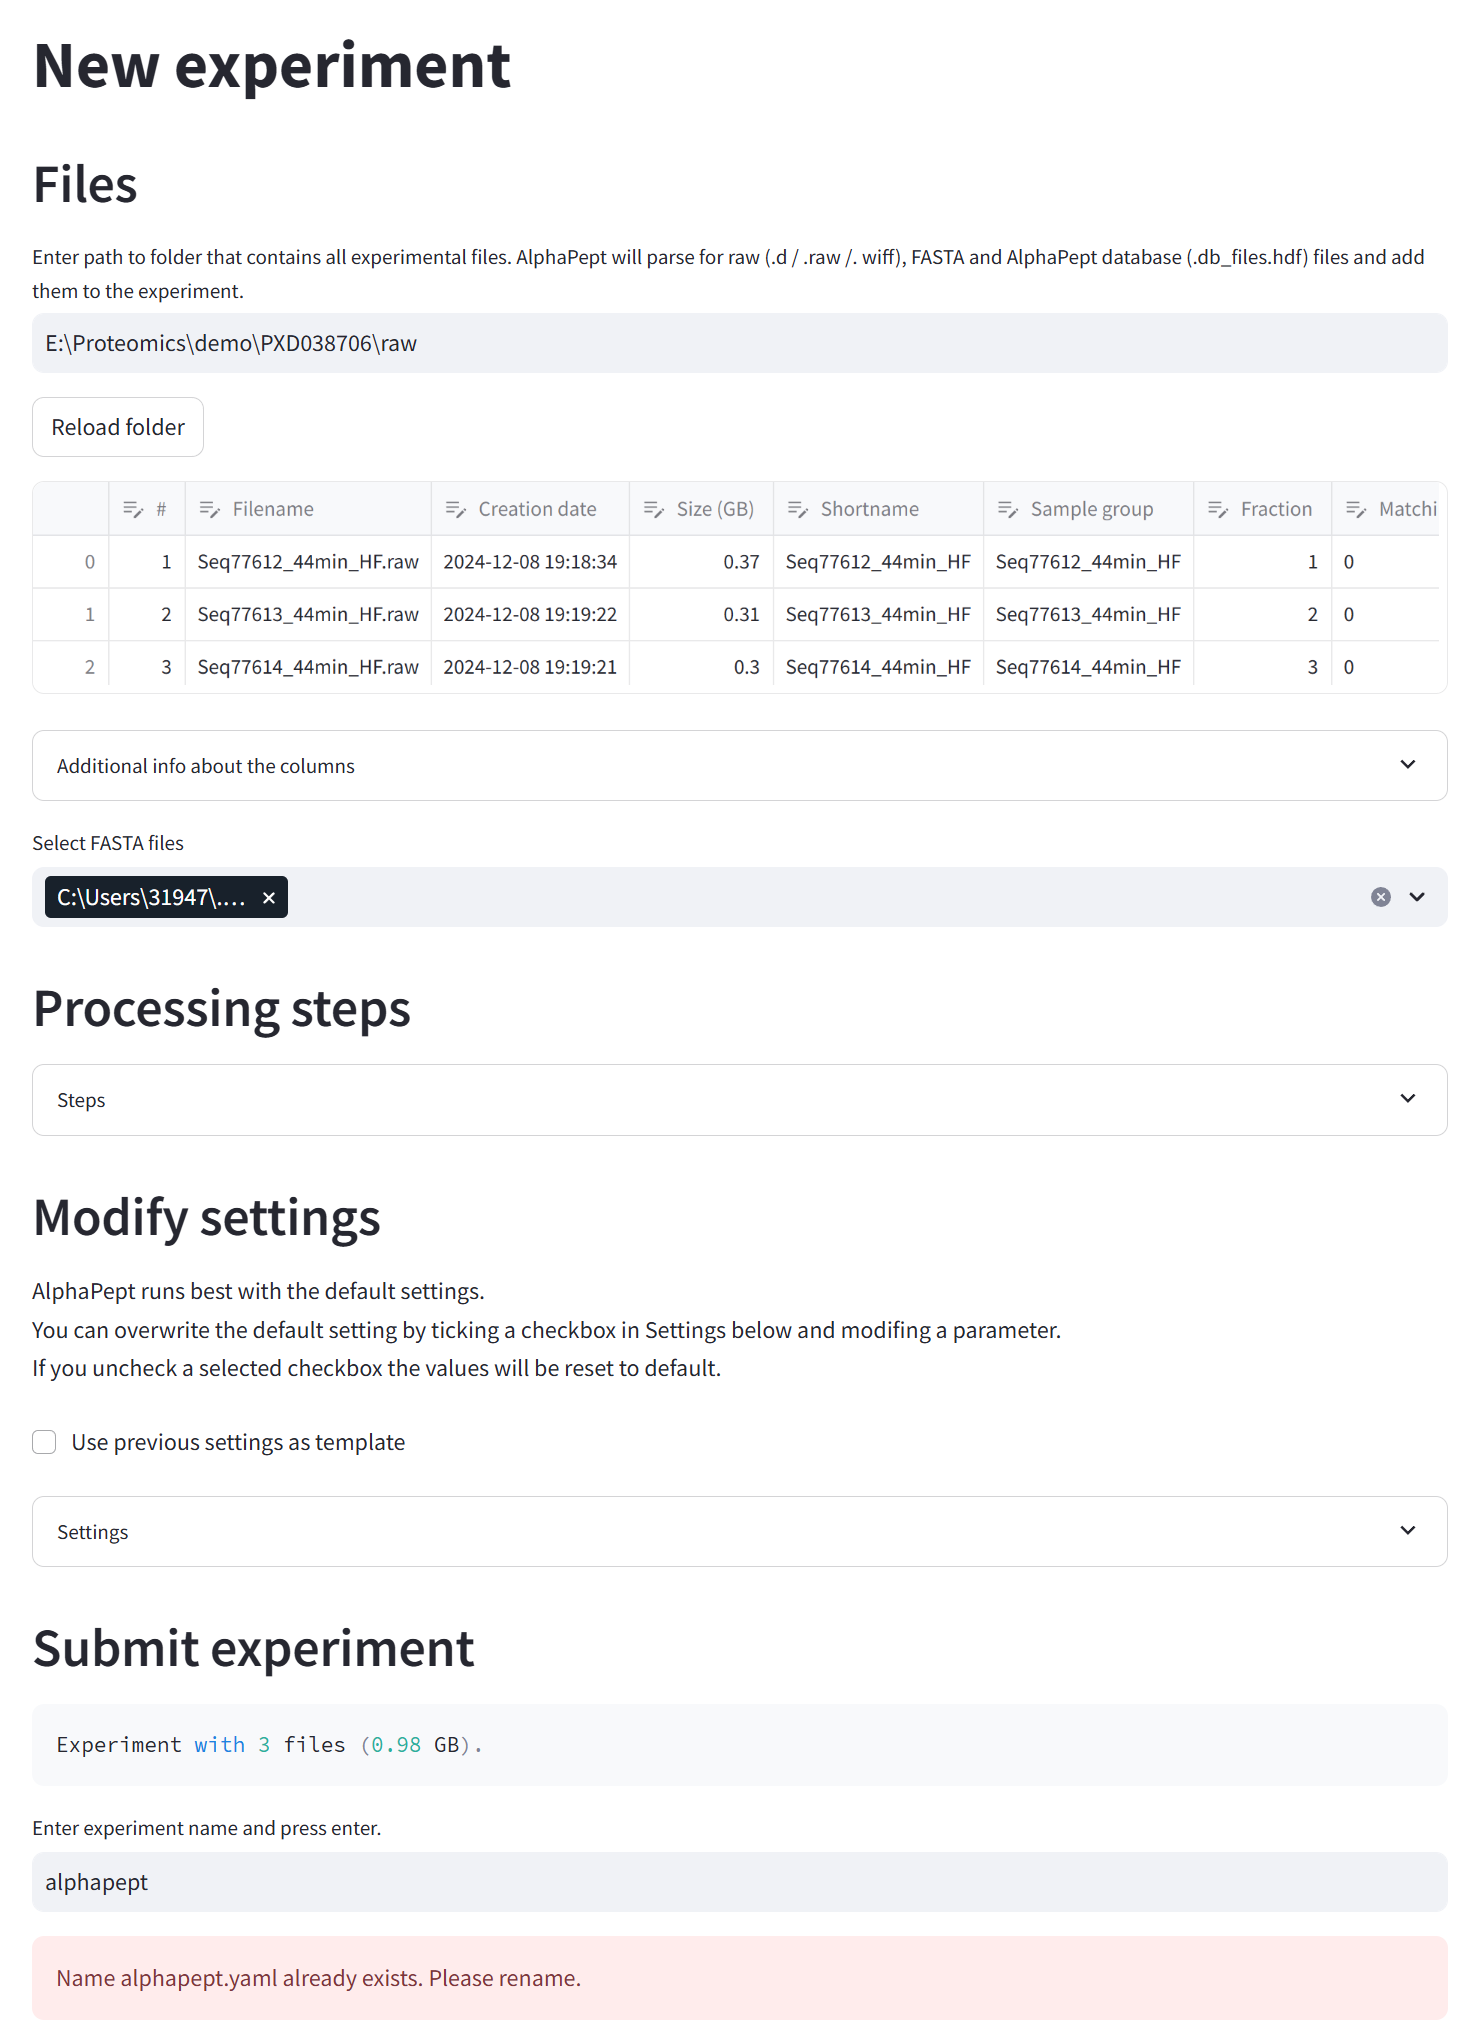 New experiment
Files
Enter path to folder that contains all experimental files. AlphaPept will parse for raw (.d / .raw /. wiff), FASTA and AlphaPept database (.db_files.hdf) files and add
them to the experiment.
E:\Proteomics\demo\PXD038706\raw
Reload folder
# Filename Creation date Size (GB) Shortname Sample group Fraction Matchi
0 1 Seq77612_44min_HF.raw 2024-12-08 19:18:34 0.37 Seq77612_44min_HF Seq77612_44min_HF 1 0
1 2 Seq77613_44min_HF.raw 2024-12-08 19:19:22 0.31 Seq77613_44min_HF Seq77613_44min_HF 2 0
2 3 Seq77614_44min_HF.raw 2024-12-08 19:19:21 0.3 Seq77614_44min_HF Seq77614_44min_HF 3 0
Additional info about the columns
Select FASTA files
C:\Users\31947\....
Processing steps
Steps
Modify settings
AlphaPept runs best with the default settings.
You can overwrite the default setting by ticking a checkbox in Settings below and modifing a parameter.
If you uncheck a selected checkbox the values will be reset to default.
Use previous settings as template
Settings
Submit experiment
Experiment with 3 files (0.98 GB).
Enter experiment name and press enter.
alphapept
Name alphapept.yaml already exists. Please rename.